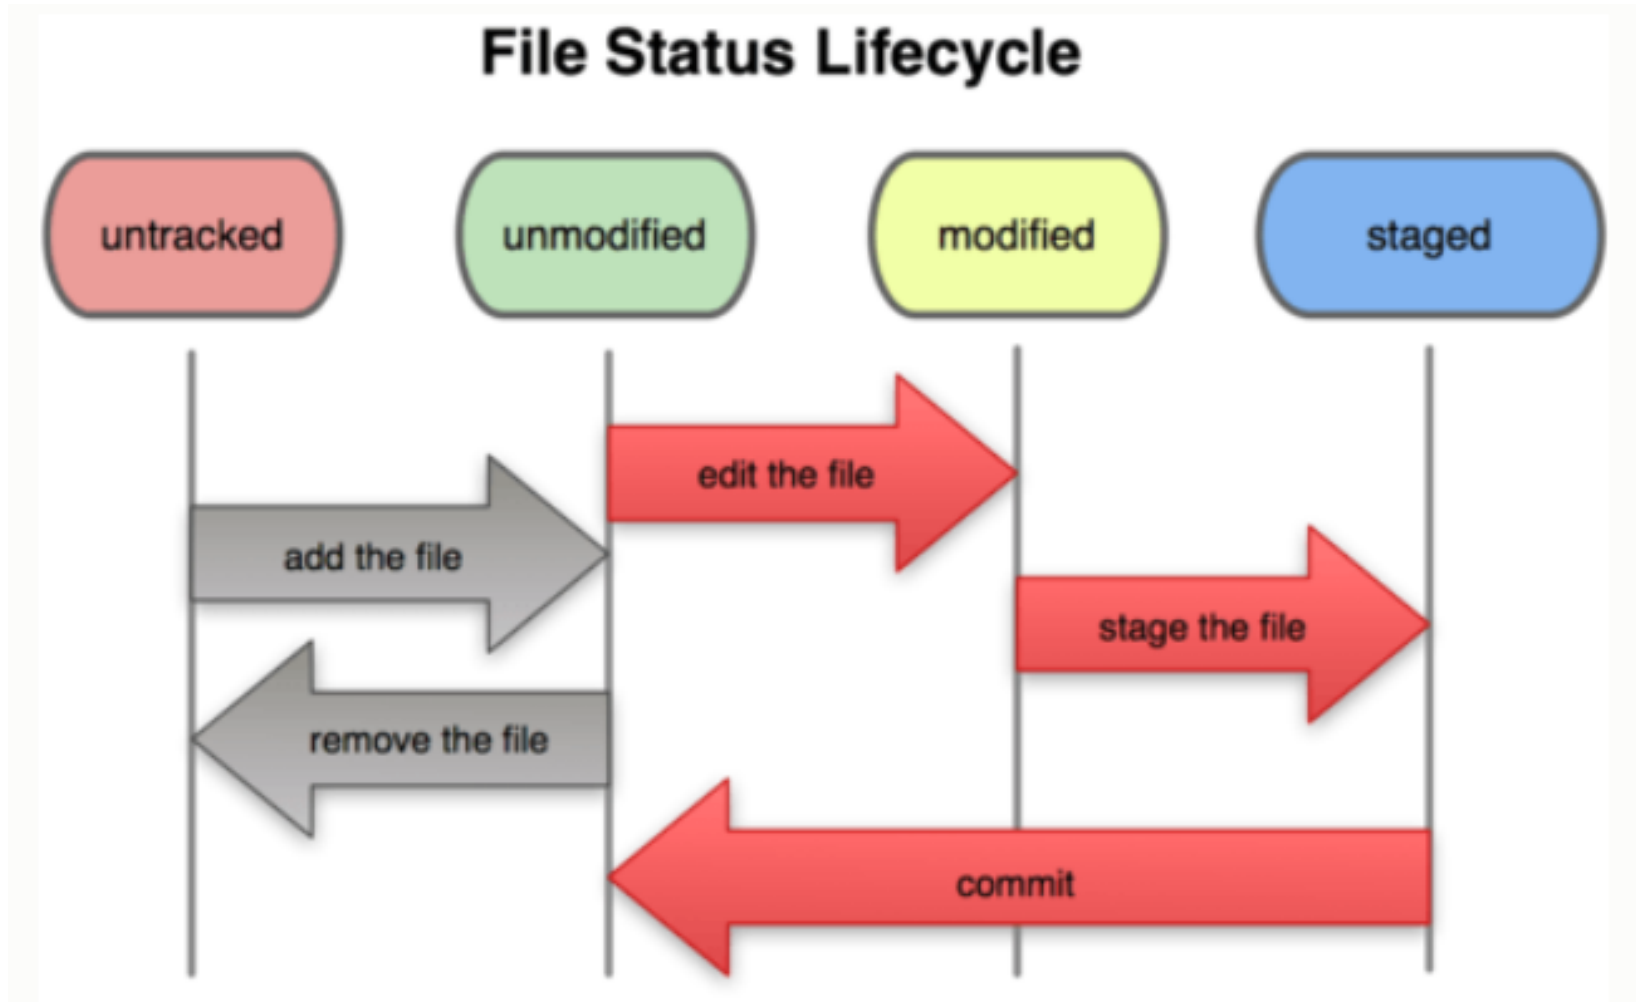 File Status Lifecycle
untracked
unmodified
modified
staged
edit the file
add the file
stage the file
remove the file
commit